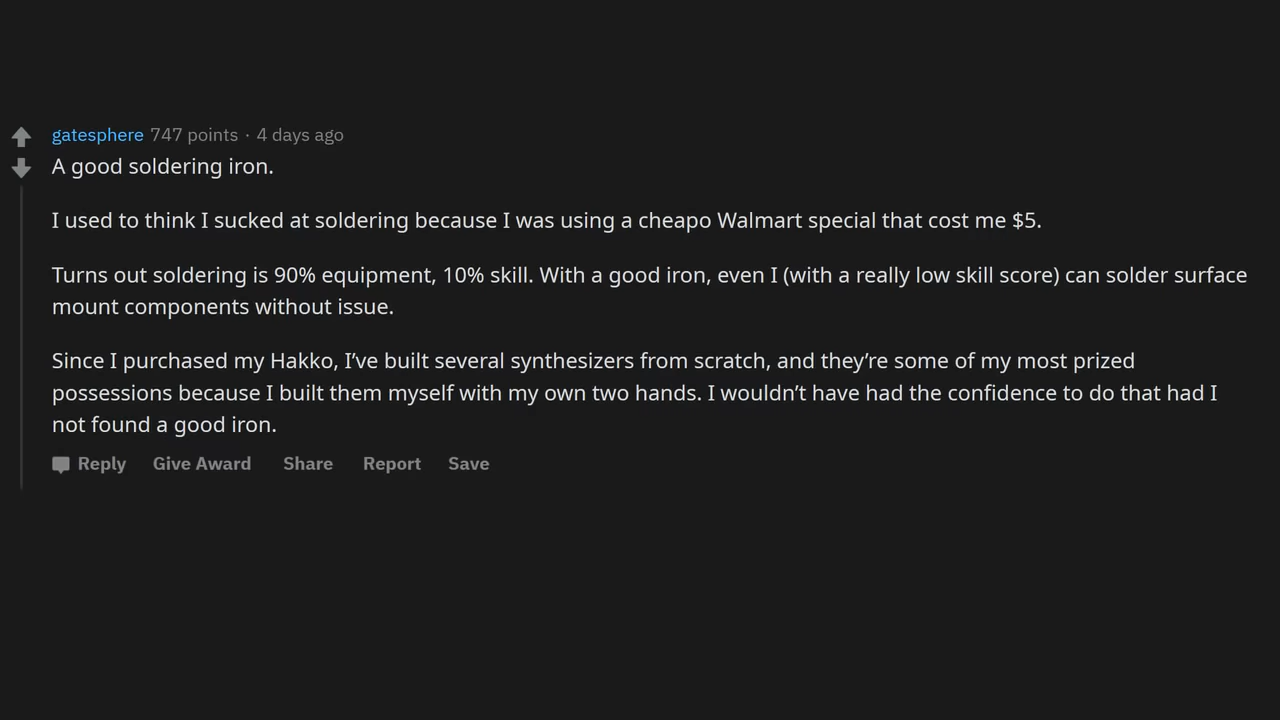 gatesphere 747 points · 4 days ago
A good soldering iron.
I used to think I sucked at soldering because I was using a cheapo Walmart special that cost me $5.
Turns out soldering is 90% equipment, 10% skill. With a good iron, even I (with a really low skill score) can solder surface
mount components without issue.
Since I purchased my Hakko, I’ve built several synthesizers from scratch, and they’re some of my most prized
possessions because I built them myself with my own two hands. I wouldn’t have had the confidence to do that had I
not found a good iron.
Reply Give Award Share Report Save